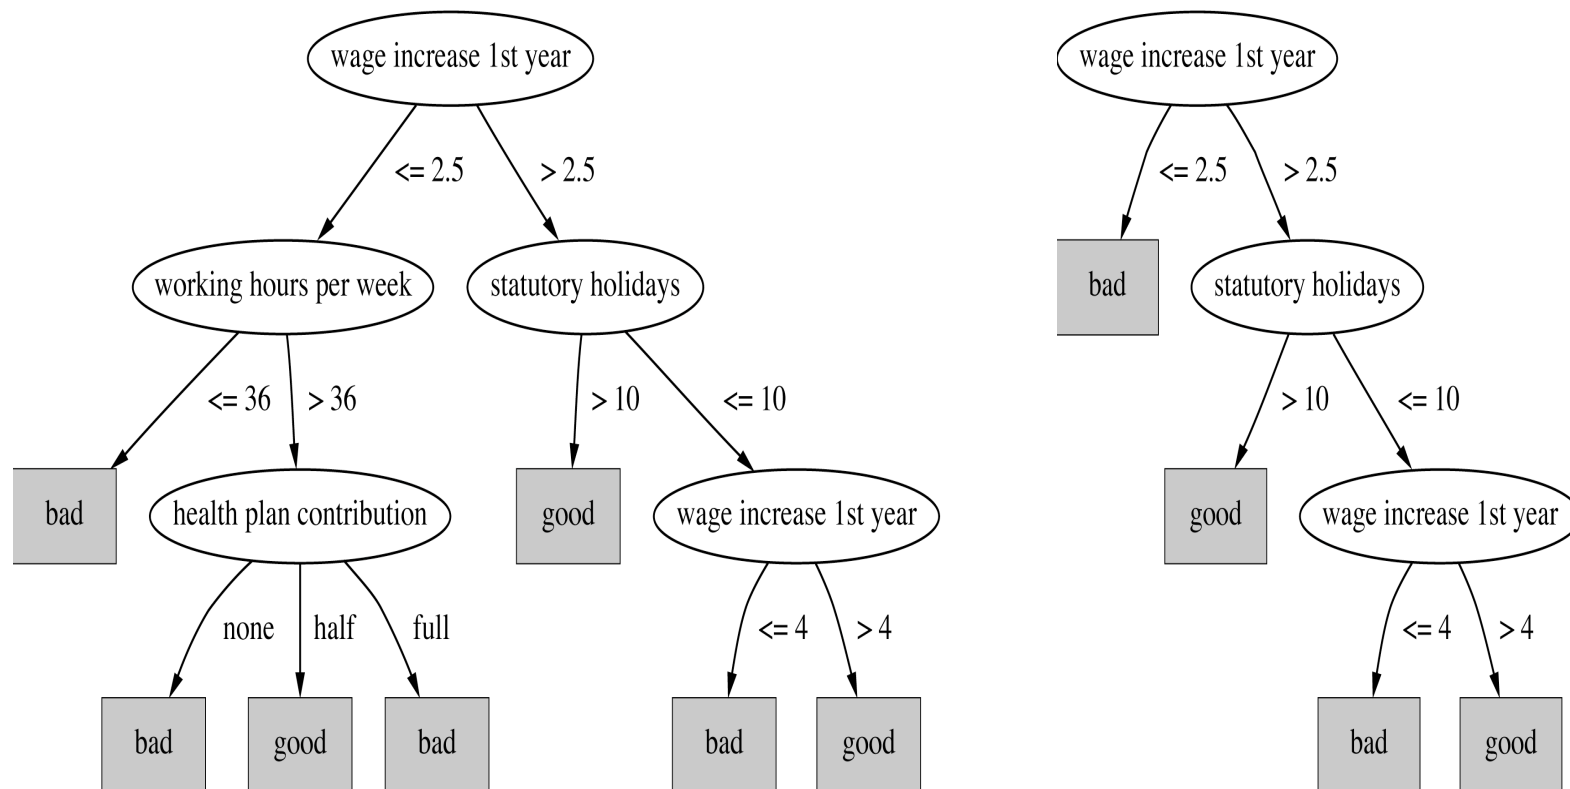 wage increase 1st year
wage increase 1st year
<= 2.5
> 2.5
<= 2.5
> 2.5
working hours per week
statutory holidays
bad
statutory holidays
<= 36
> 36
> 10
<= 10
> 10
<= 10
bad
health plan contribution
good
wage increase 1st year
good
wage increase 1st year
none
half
full
<= 4
> 4
<= 4
> 4
bad
good
bad
bad
good
bad
good